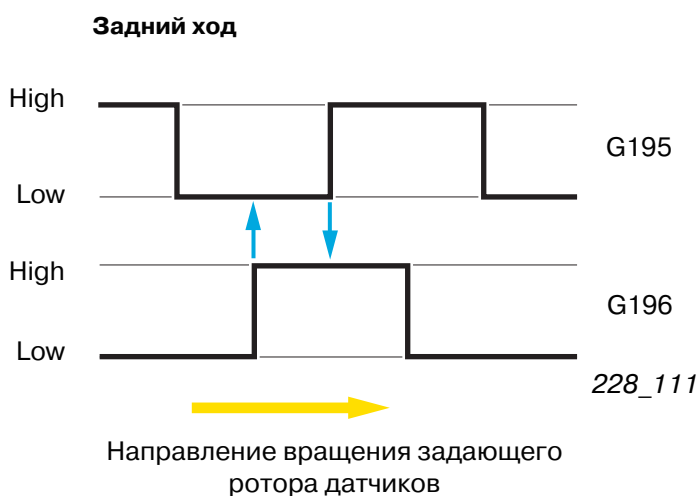 Задний ход
High
G195
Low
High
G196
Low
228_111
Направление вращения задающего
ротора датчиков